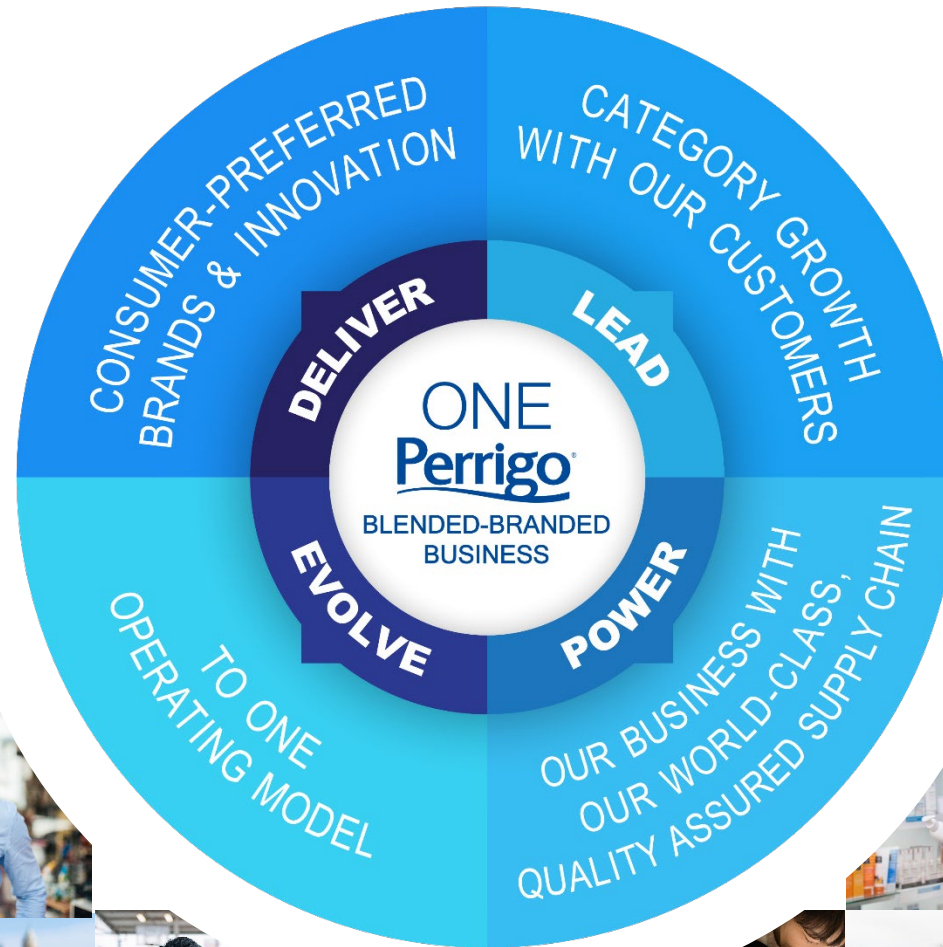 CONSUMER-PREFERRED
BRANDS & INNOVATION
DELIVER
CATEGORY GROWTH
WITH OUR CUSTOMERS
LEAD
ONE
Perrigo
BLENDED-BRANDED
BUSINESS
EVOLVE
TO ONE
OPERATING MODEL
POWER
OUR BUSINESS WITH
OUR WORLD-CLASS,
QUALITY ASSURED SUPPLY CHAIN